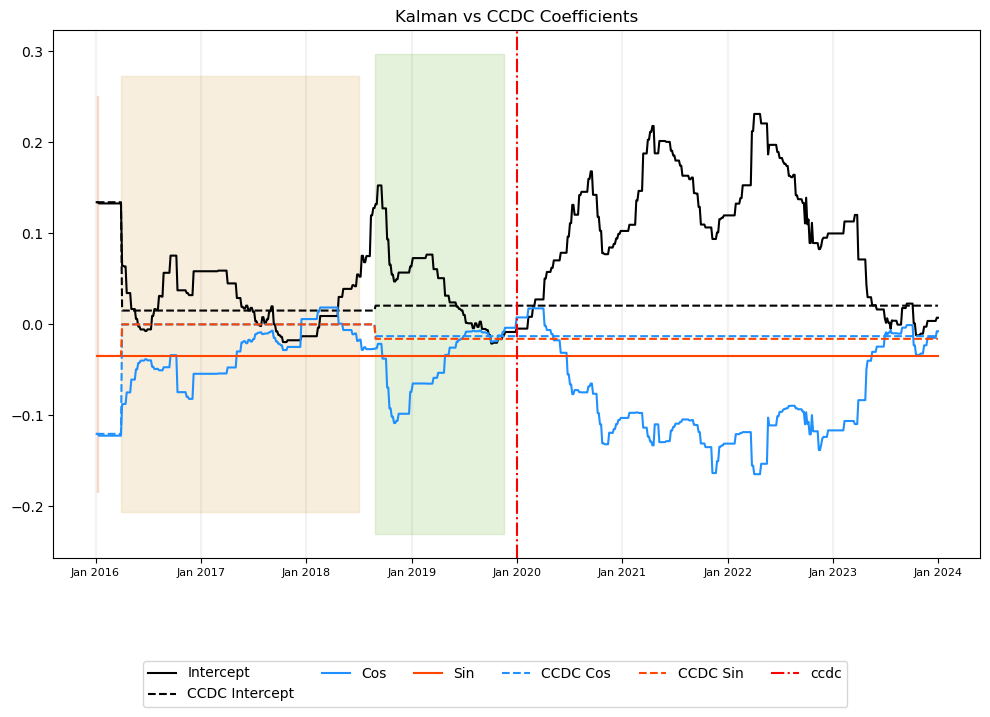 Kalman vs CCDC Coefficients
0.3
0.2
0.1
0.0
−0.1
−0.2
Jan 2016 Jan 2017 Jan 2018 Jan 2019 Jan 2020 Jan 2021 Jan 2022 Jan 2023 Jan 2024
Intercept Cos Sin CCDC Cos CCDC Sin ccdc
CCDC Intercept